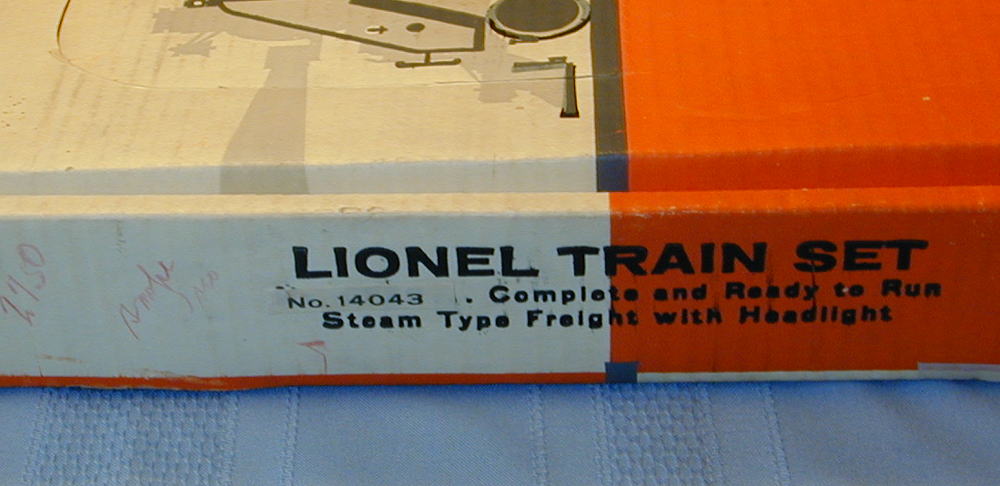 LIONEL TRAIN SET
No. 14043 . . Complete and Ready to Run
Steam Type Freight with Headlight